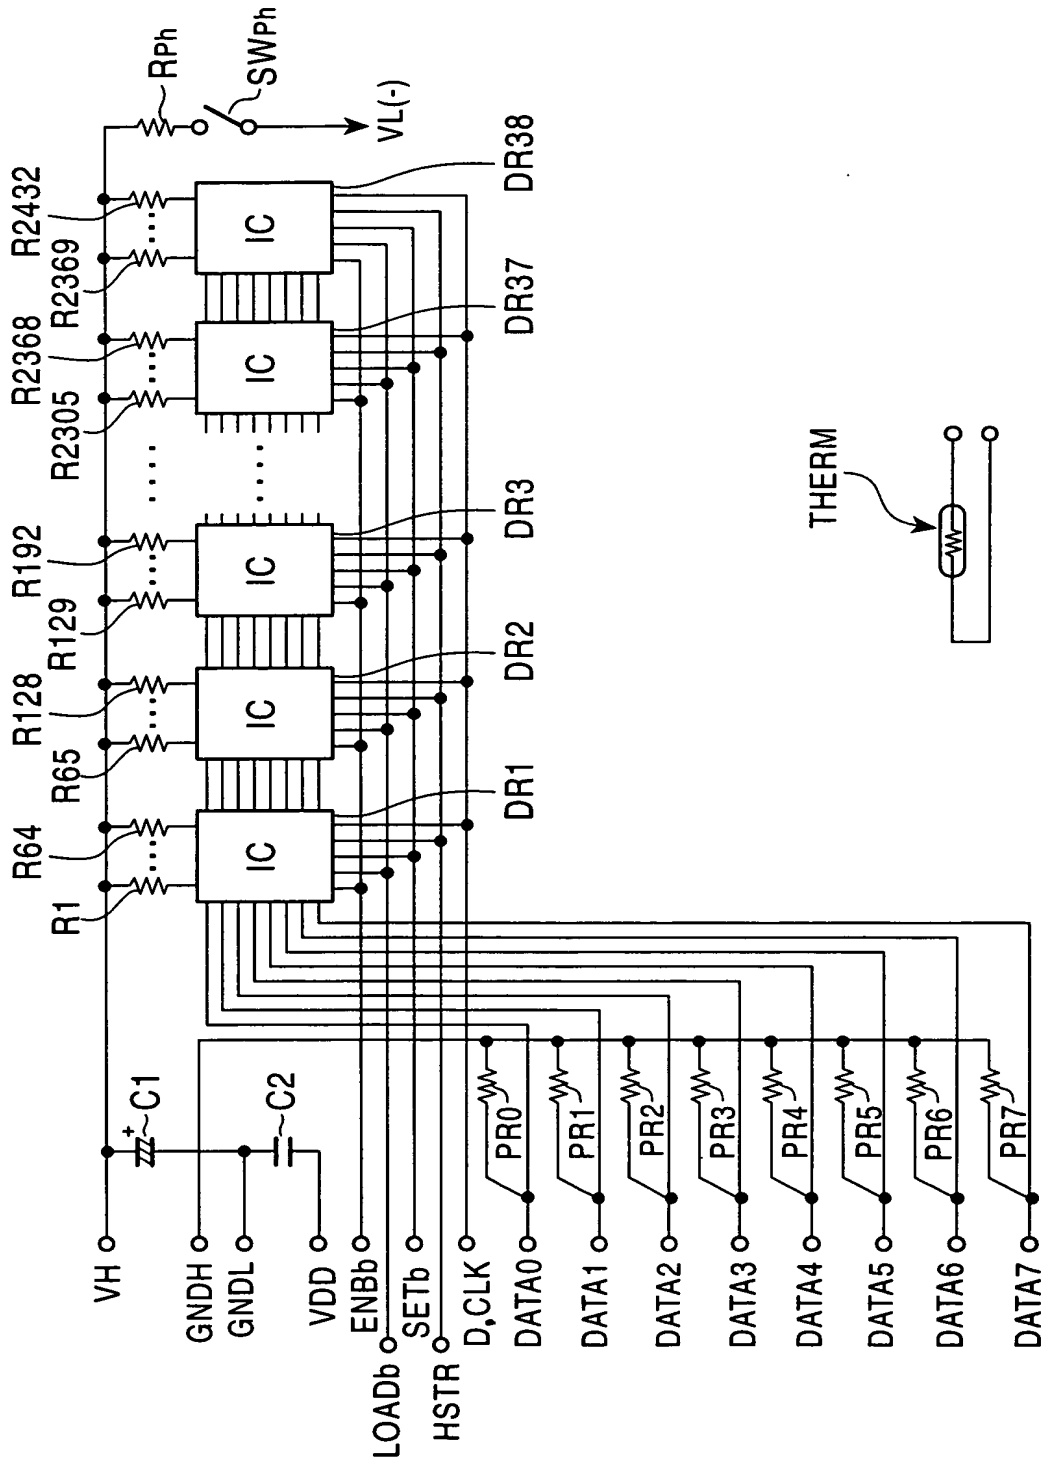 VH
GNDH
GNDL
VDD
ENBb
LOADb
SETb
HSTR
D,CLK
DATA0
DATA1
DATA2
DATA3
DATA4
DATA5
DATA6
DATA7
+
C1
C2
PR0
PR1
PR2
PR3
PR4
PR5
PR6
PR7
R1
R64
R65
R128
R129
R192
R2305
R2368
R2369
R2432
RPh
SWPh
VL(-)
IC
IC
IC
IC
IC
DR1
DR2
DR3
DR37
DR38
THERM